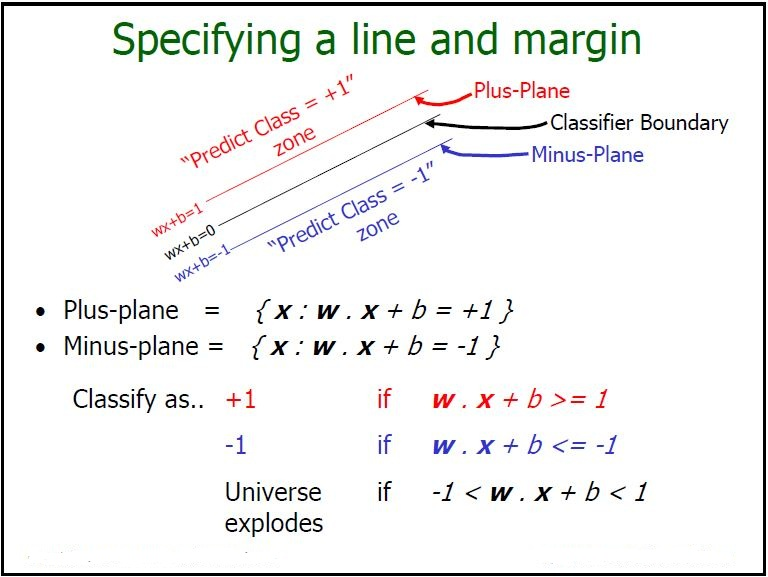 Specifying a line and margin
"Predict Class = +1"
zone
Plus-Plane
Classifier Boundary
Minus-Plane
wx+b=1
wx+b=0
wx+b=-1
"Predict Class = -1"
zone
• Plus-plane = { x : w . x + b = +1 }
• Minus-plane = { x : w . x + b = -1 }
Classify as.. +1 if w . x + b >= 1
-1 if w . x + b <= -1
Universe if -1 < w . x + b < 1
explodes